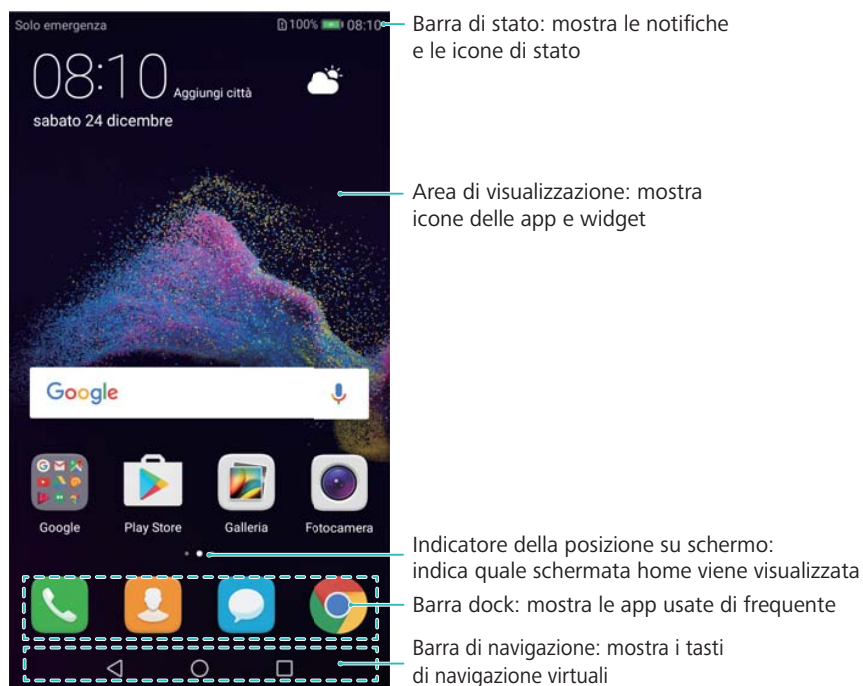 Solo emergenza 100% 08:10
Barra di stato: mostra le notifiche
e le icone di stato
08:10 Aggiungi città
sabato 24 dicembre
Area di visualizzazione: mostra
icone delle app e widget
Google
Google Play Store Galleria Fotocamera
Indicatore della posizione su schermo:
indica quale schermata home viene visualizzata
Barra dock: mostra le app usate di frequente
Barra di navigazione: mostra i tasti
di navigazione virtuali